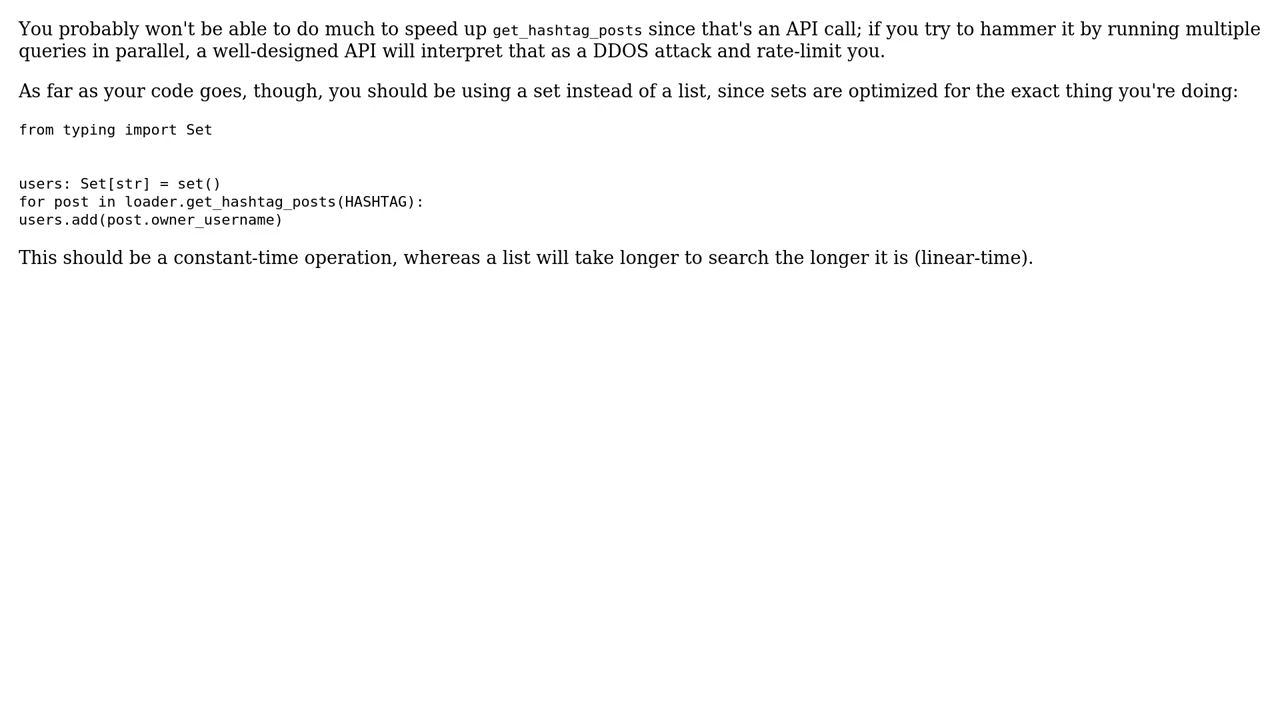 You probably won't be able to do much to speed up get_hashtag_posts since that's an API call; if you try to hammer it by running multiple
queries in parallel, a well-designed API will interpret that as a DDOS attack and rate-limit you.
As far as your code goes, though, you should be using a set instead of a list, since sets are optimized for the exact thing you're doing:
from typing import Set
users: Set[str] = set()
for post in loader.get_hashtag_posts(HASHTAG):
users.add(post.owner_username)
This should be a constant-time operation, whereas a list will take longer to search the longer it is (linear-time).